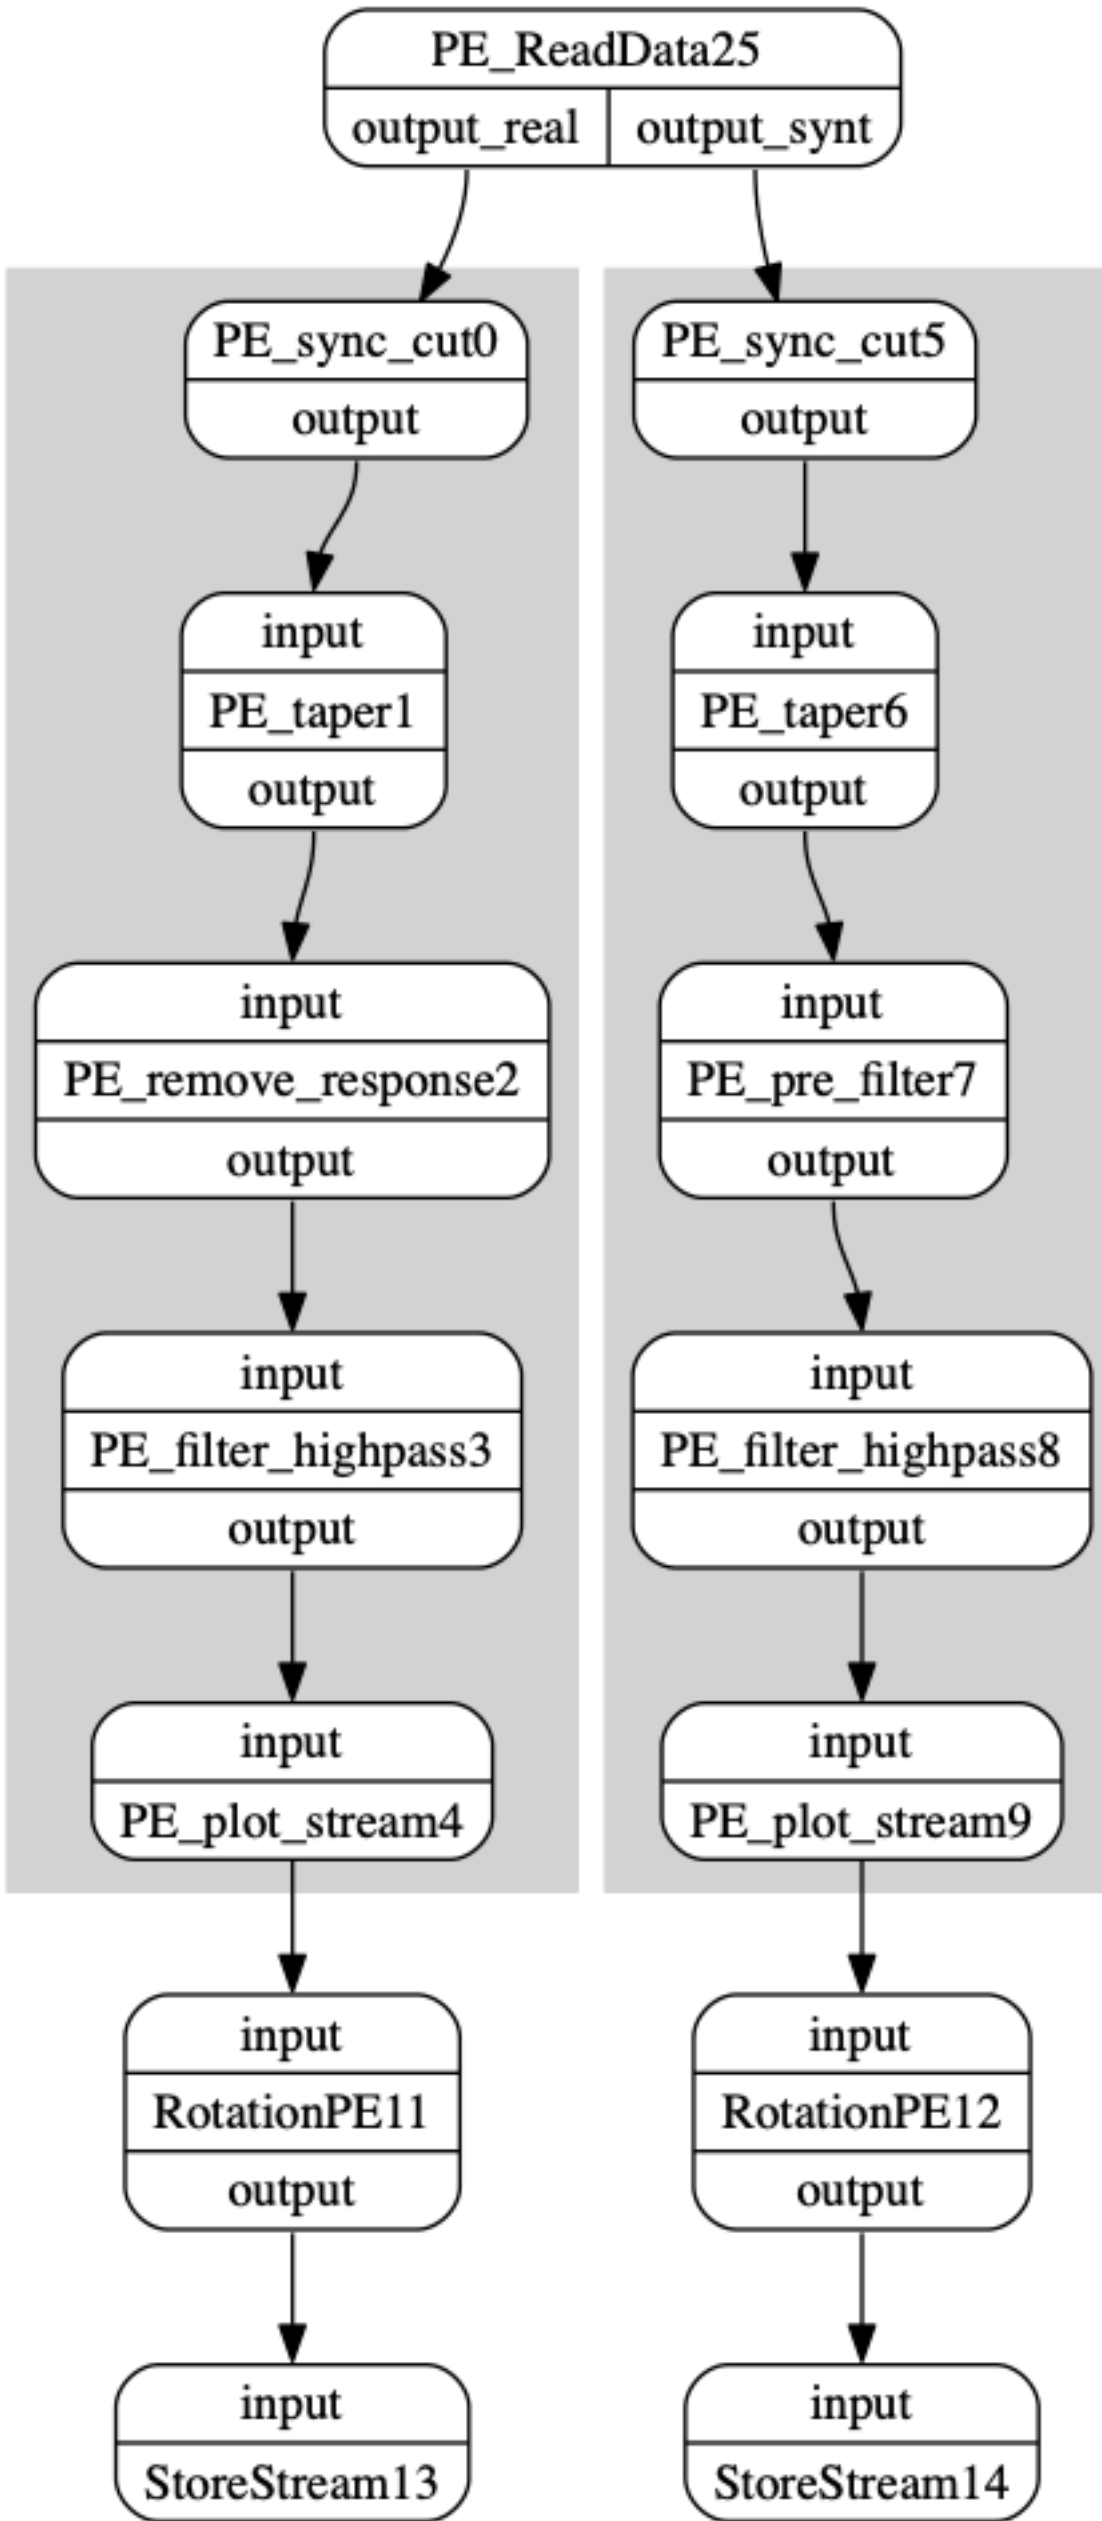 PE_ReadData25
output_real output_synt
PE_sync_cut0
output
input
PE_taper1
output
input
PE_remove_response2
output
input
PE_filter_highpass3
output
input
PE_plot_stream4
input
RotationPE11
output
input
StoreStream13
PE_sync_cut5
output
input
PE_taper6
output
input
PE_pre_filter7
output
input
PE_filter_highpass8
output
input
PE_plot_stream9
input
RotationPE12
output
input
StoreStream14